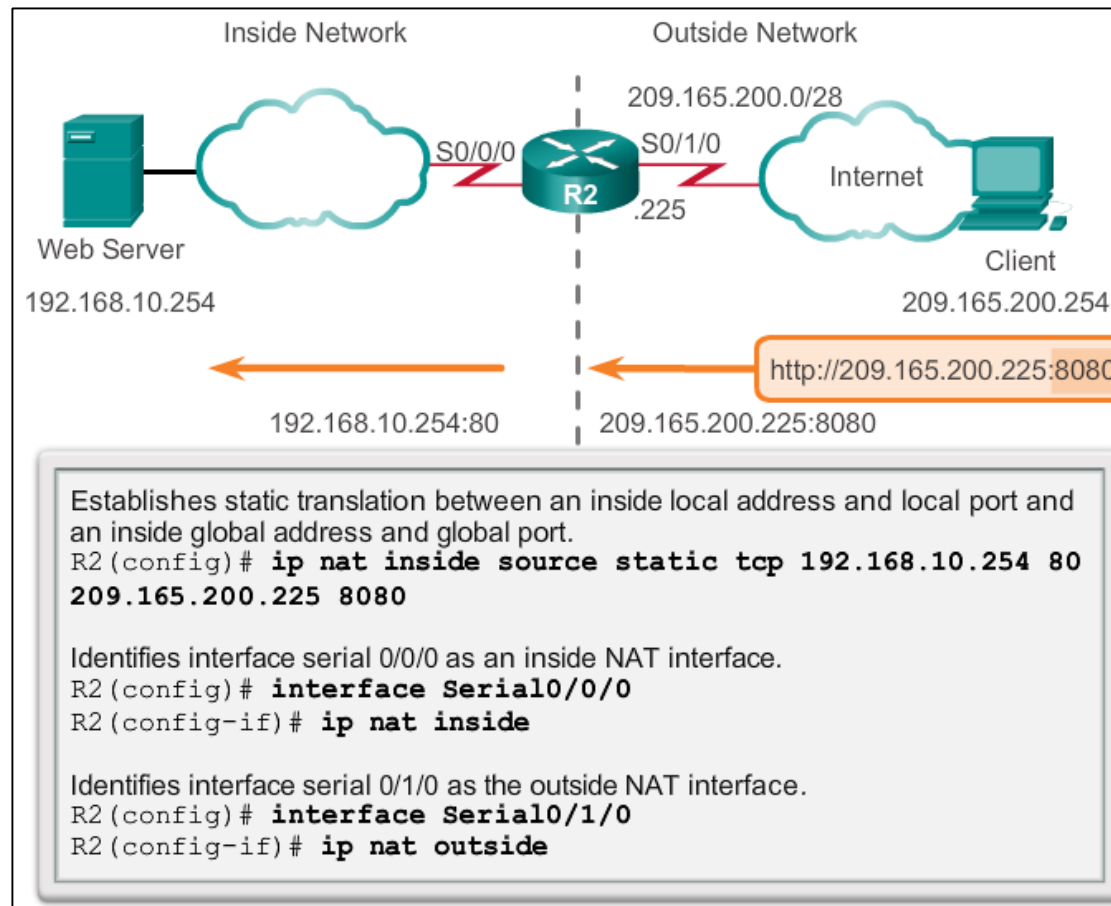 Inside Network
Outside Network
209.165.200.0/28
S0/0/0
S0/1/0
Internet
R2
.225
Web Server
Client
192.168.10.254
209.165.200.254
http://209.165.200.225:8080
192.168.10.254:80
209.165.200.225:8080
Establishes static translation between an inside local address and local port and
an inside global address and global port.
R2(config)# ip nat inside source static tcp 192.168.10.254 80
209.165.200.225 8080
Identifies interface serial 0/0/0 as an inside NAT interface.
R2(config)# interface Serial0/0/0
R2(config-if)# ip nat inside
Identifies interface serial 0/1/0 as the outside NAT interface.
R2(config)# interface Serial0/1/0
R2(config-if)# ip nat outside